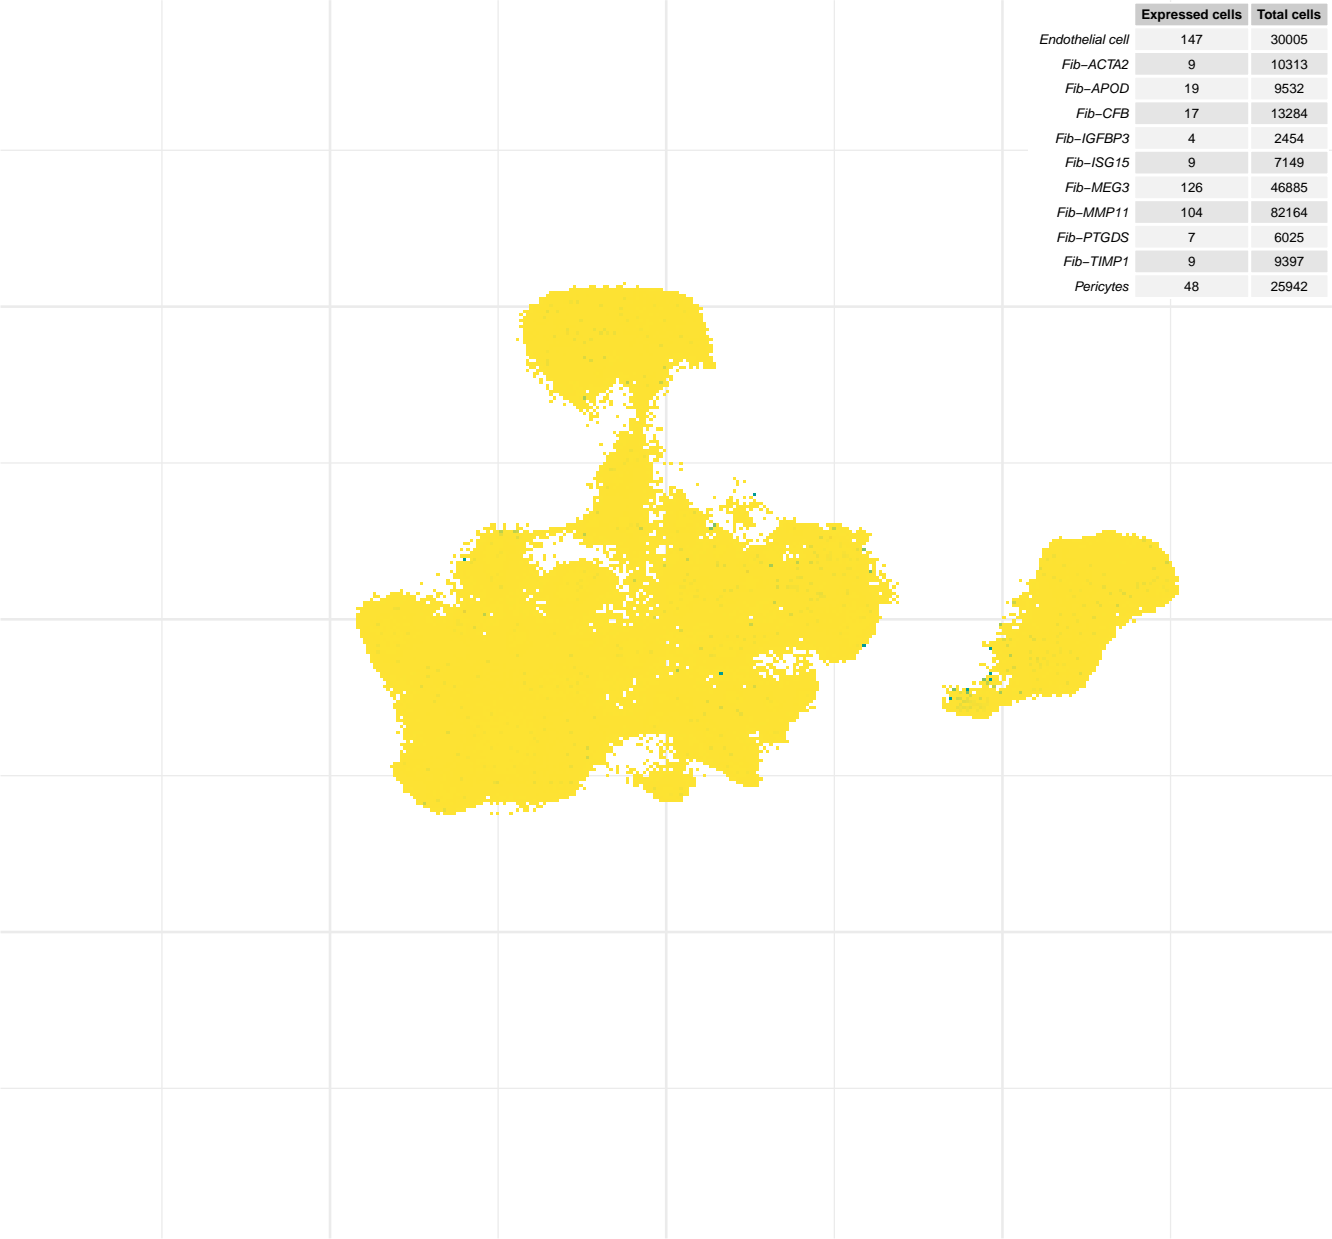 Expressed cells Total cells
Endothelial cell 147 30005
Fib−ACTA2 9 10313
Fib−APOD 19 9532
Fib−CFB 17 13284
Fib−IGFBP3 4 2454
Fib−ISG15 9 7149
Fib−MEG3 126 46885
Fib−MMP11 104 82164
Fib−PTGDS 7 6025
Fib−TIMP1 9 9397
Pericytes 48 25942